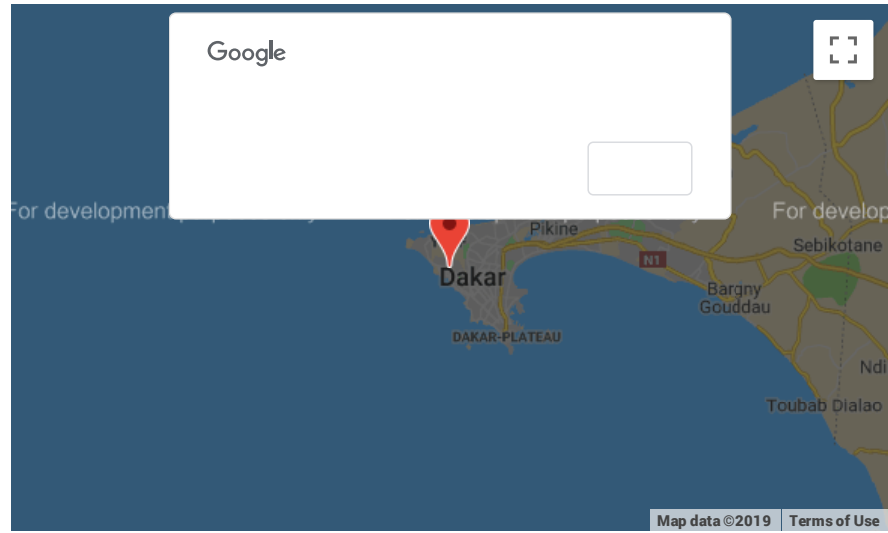 Google
For development
For develop
Pikine
Sebikotane
N1
Dakar
Bargny
Gouddau
DAKAR-PLATEAU
Ndi
Toubab Dialao
Map data ©2019
Terms of Use